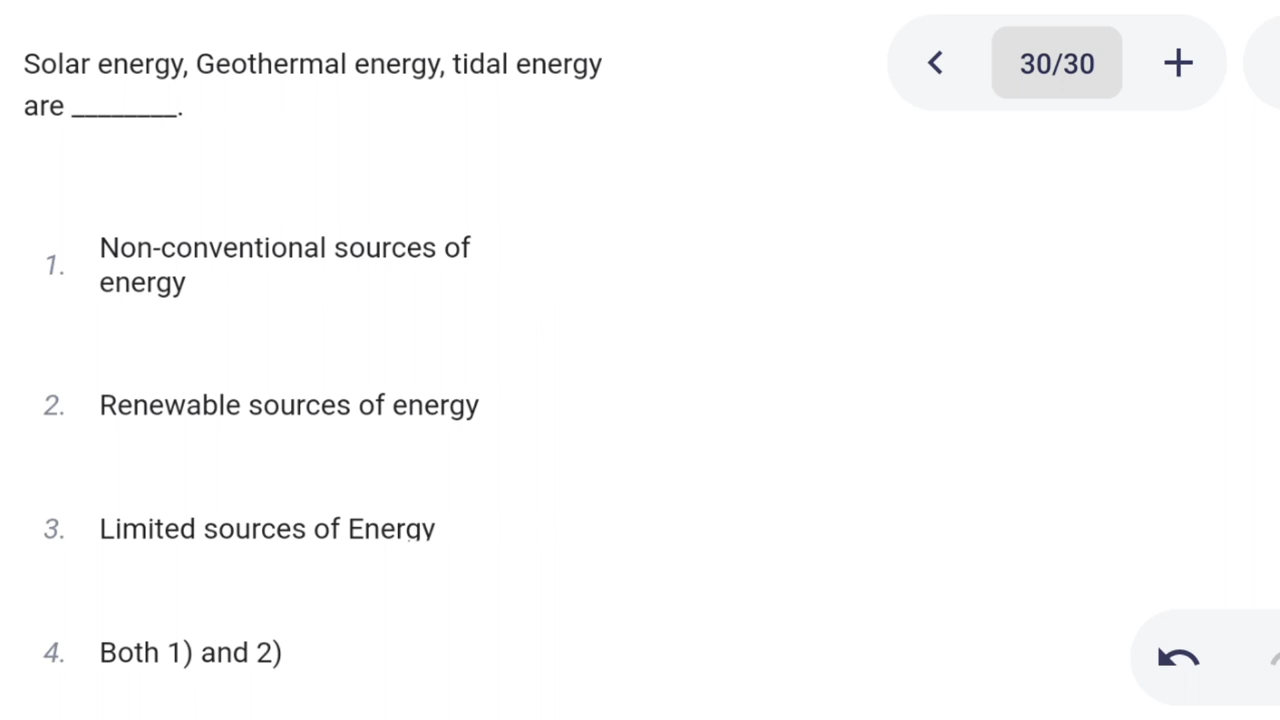 Solar energy, Geothermal energy, tidal energy
are ________.
30/30
1. Non-conventional sources of
energy
2. Renewable sources of energy
3. Limited sources of Energy
4. Both 1) and 2)